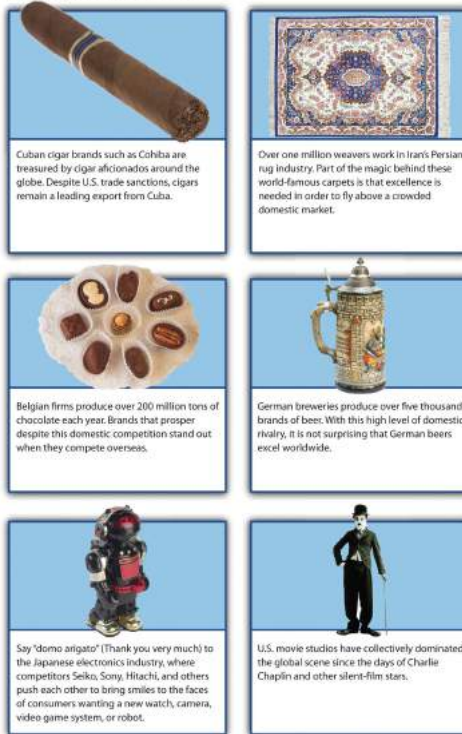 Cuban cigar brands such as Cohiba are
treasured by cigar aficionados around the
globe. Despite U.S. trade sanctions, cigars
remain a leading export from Cuba.
Over one million weavers work in Iran's Persian
rug industry. Part of the magic behind these
world-famous carpets is that excellence is
needed in order to fly above a crowded
domestic market.
Belgian firms produce over 200 million tons of
chocolate each year. Brands that prosper
despite this domestic competition stand out
when they compete overseas.
German breweries produce over five thousand
brands of beer. With this high level of domestic
rivalry, it is not surprising that German beers
excel worldwide.
Say "domo arigato" (Thank you very much) to
the Japanese electronics industry, where
competitors Seiko, Sony, Hitachi, and others
push each other to bring smiles to the faces
of consumers wanting a new watch, camera,
video game system, or robot.
U.S. movie studios have collectively dominated
the global scene since the days of Charlie
Chaplin and other silent-film stars.